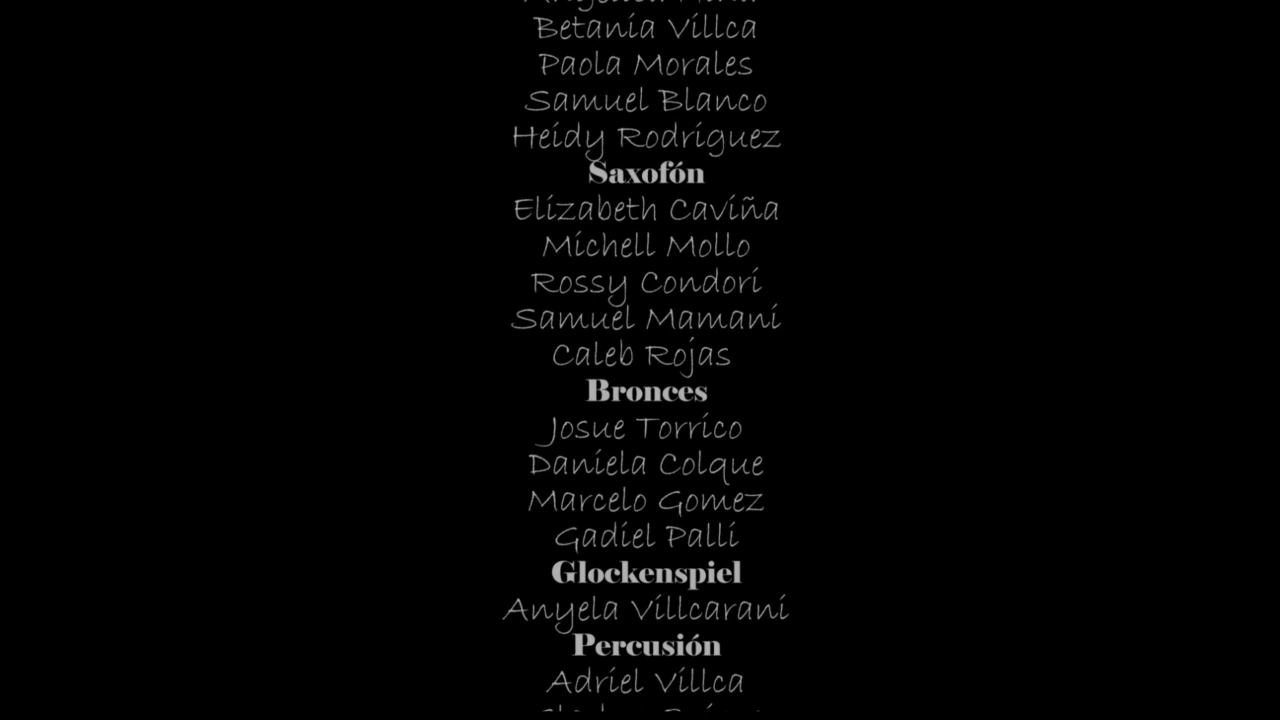 Betania Villca
Paola Morales
Samuel Blanco
Heidy Rodriguez
Saxofón
Elizabeth Caviña
Michell Mollo
Rossy Condori
Samuel Mamani
Caleb Rojas
Bronces
Josue Torrico
Daniela Colque
Marcelo Gomez
Gadiel Palli
Glockenspiel
Anyela Villcarani
Percusión
Adriel Villca